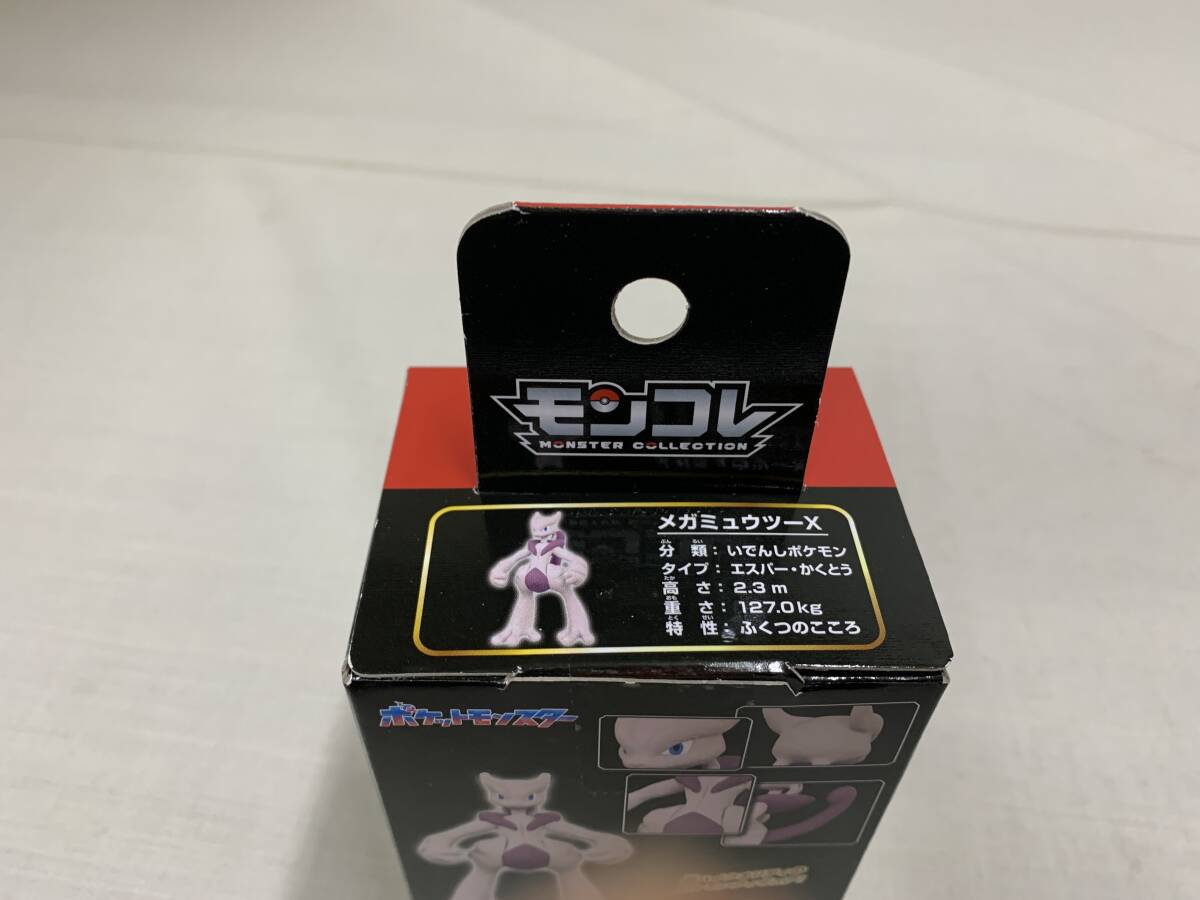 モンコレ
MONSTER COLLECTION
メガミュウツーX
分類：いでんしポケモン
タイプ：エスパー・かくとう
高さ：2.3m
重さ：127.0kg
特性：ふくつのこころ
ポケットモンスター